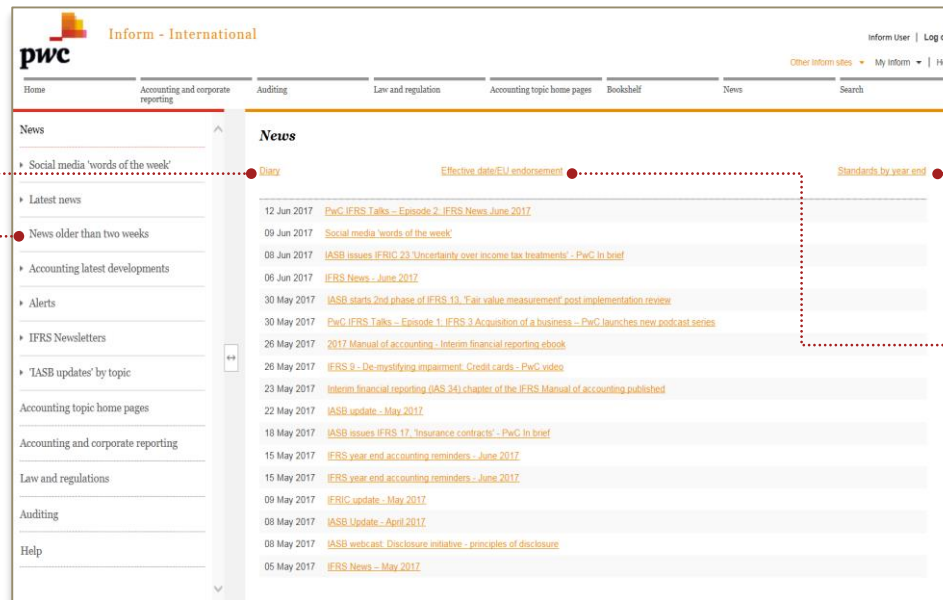 pwc
Inform - International
Inform User | Log
Other Inform sites My Inform |
Home
Accounting and corporate
reporting
Auditing
Law and regulation
Accounting topic home pages
Bookshelf
News
Search
News
Social media 'words of the week'
Latest news
News older than two weeks
Accounting latest developments
Alerts
IFRS Newsletters
'IASB updates' by topic
Accounting topic home pages
Accounting and corporate reporting
Law and regulations
Auditing
Help
News
Diary
Effective date/EU endorsement
Standards by year end
12 Jun 2017 PwC IFRS Talks – Episode 2: IFRS News June 2017
09 Jun 2017 Social media 'words of the week'
08 Jun 2017 IASB issues IFRIC 23 'Uncertainty over income tax treatments' - PwC In brief
06 Jun 2017 IFRS News - June 2017
30 May 2017 IASB starts 2nd phase of IFRS 13, 'Fair value measurement' post implementation review
30 May 2017 PwC IFRS Talks – Episode 1: IFRS 3 Acquisition of a business – PwC launches new podcast series
26 May 2017 2017 Manual of accounting - Interim financial reporting ebook
26 May 2017 IFRS 9 - De-mystifying impairment: Credit cards - PwC video
23 May 2017 Interim financial reporting (IAS 34) chapter of the IFRS Manual of accounting published
22 May 2017 IASB update - May 2017
18 May 2017 IASB issues IFRS 17, 'Insurance contracts' - PwC In brief
15 May 2017 IFRS year end accounting reminders - June 2017
15 May 2017 IFRS year end accounting reminders - June 2017
09 May 2017 IFRIC update - May 2017
08 May 2017 IASB Update - April 2017
08 May 2017 IASB webcast: Disclosure initiative - principles of disclosure
05 May 2017 IFRS News – May 2017